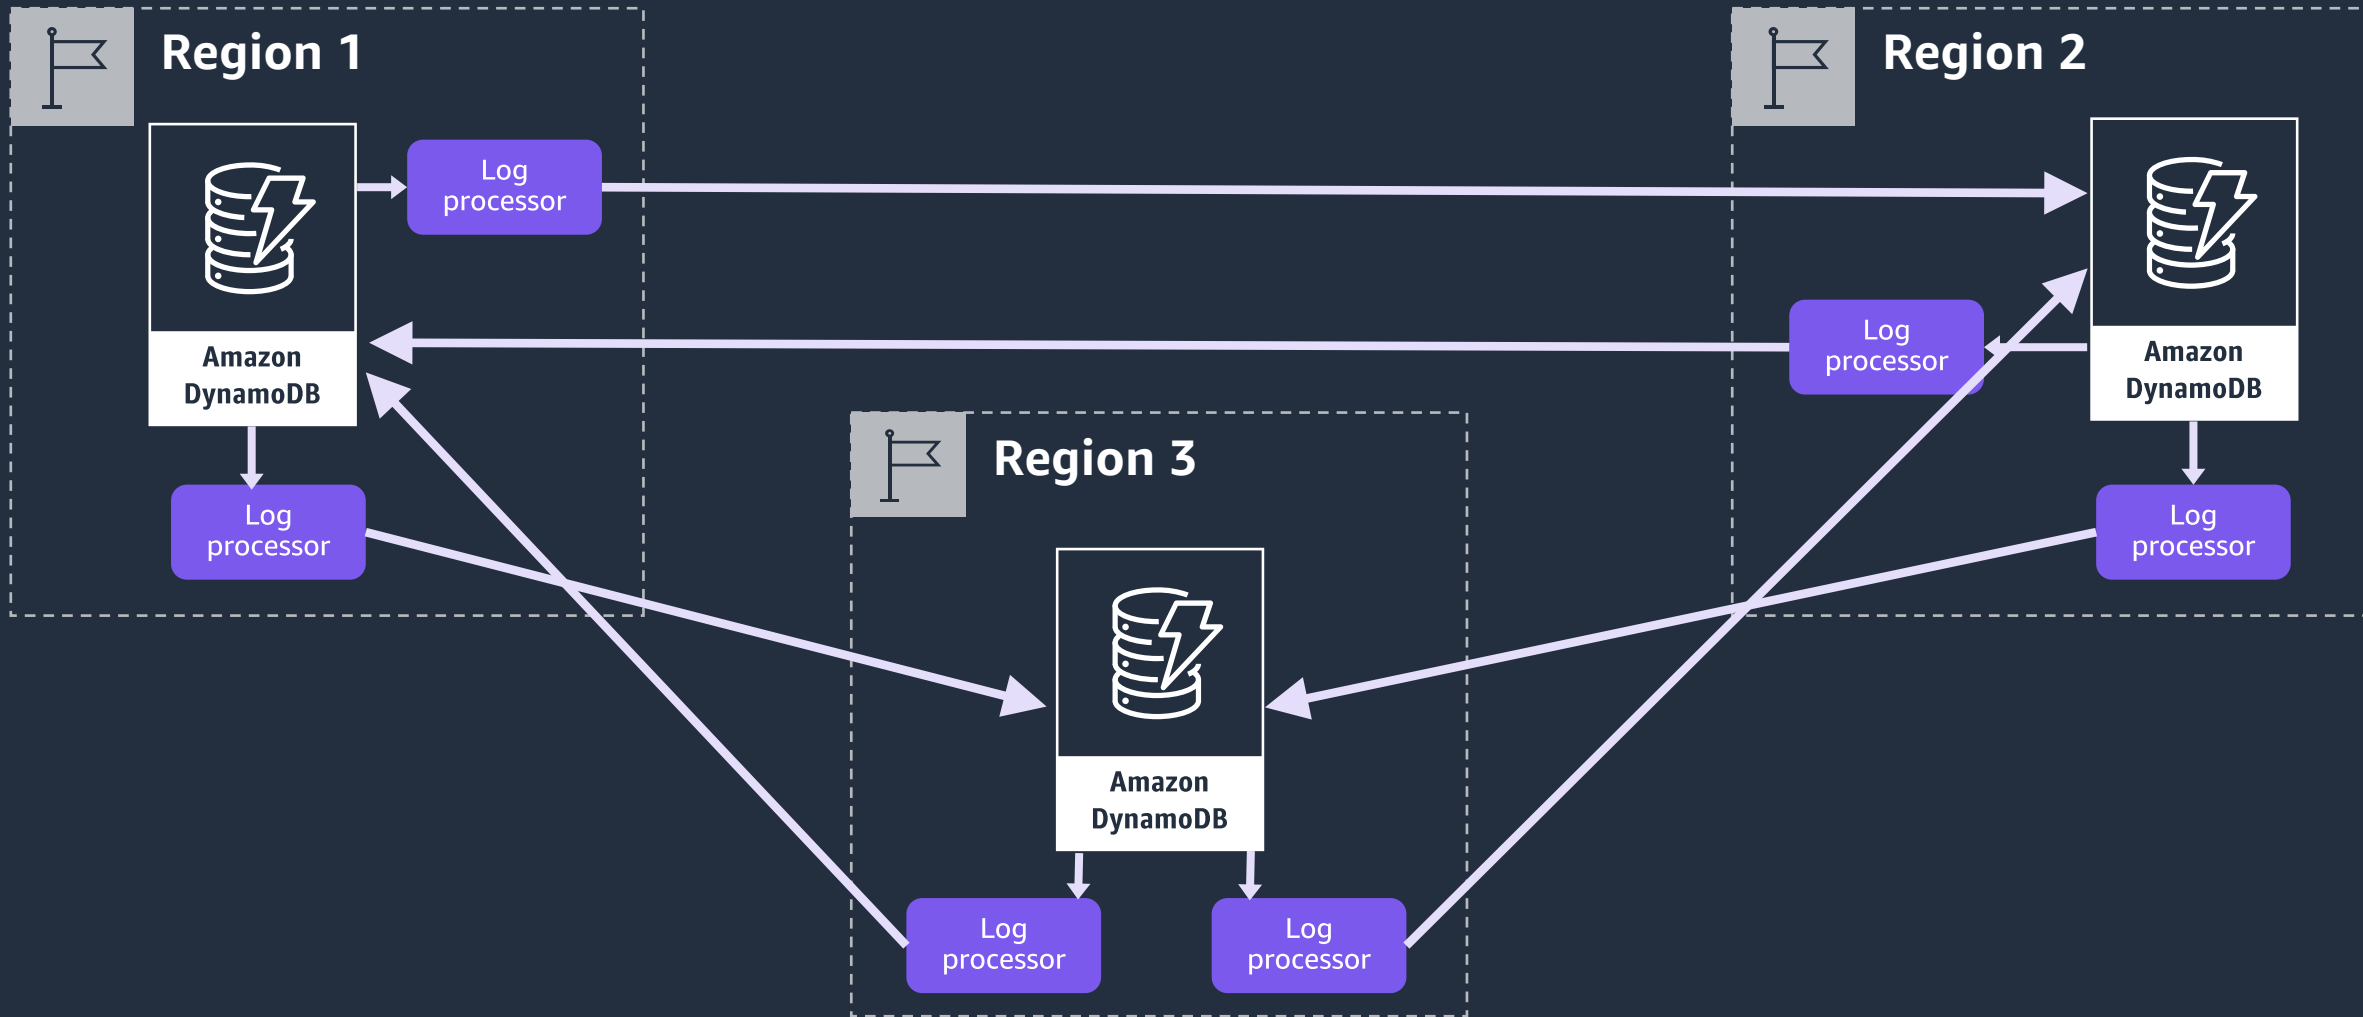 Region 1
Region 2
Log
processor
Log
processor
Amazon
DynamoDB
Amazon
DynamoDB
Region 3
Log
processor
Log
processor
Amazon
DynamoDB
Log
processor
Log
processor